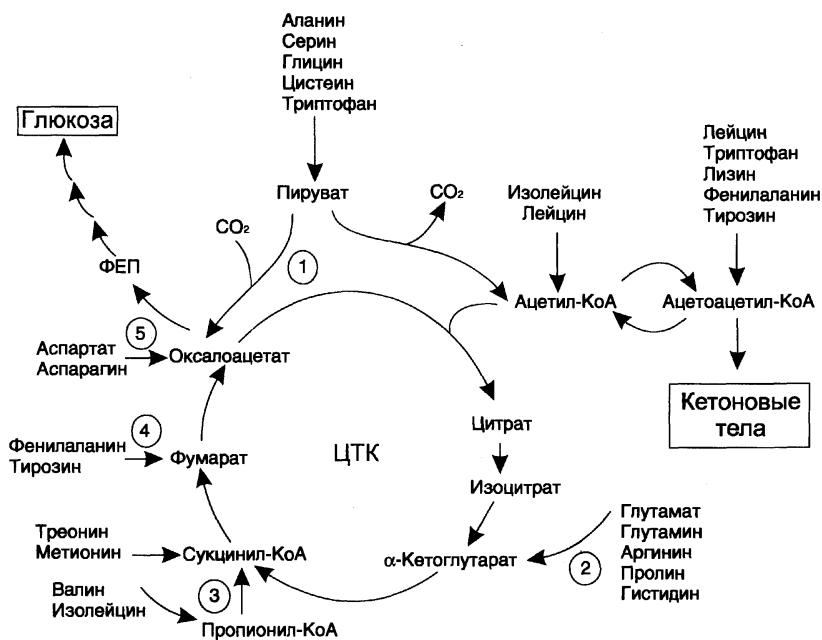 Аланин
Серин
Глицин
Цистеин
Триптофан
Глюкоза
Лейцин
Триптофан
Лизин
Фенилаланин
Тирозин
Пируват
CO₂
Изолейцин
Лейцин
CO₂
ФЕП
1
Ацетил-КоА
Ацетоацетил-КоА
5
Аспартат
Аспарагин
Оксалоацетат
Кетоновые
тела
Цитрат
4
Фенилаланин
Тирозин
Фумарат
ЦТК
Изоцитрат
Глутамат
Глутамин
Аргинин
Пролин
Гистидин
Треонин
Метионин
Сукцинил-КоА
α-Кетоглутарат
2
Валин
Изолейцин
3
Пропионил-КоА